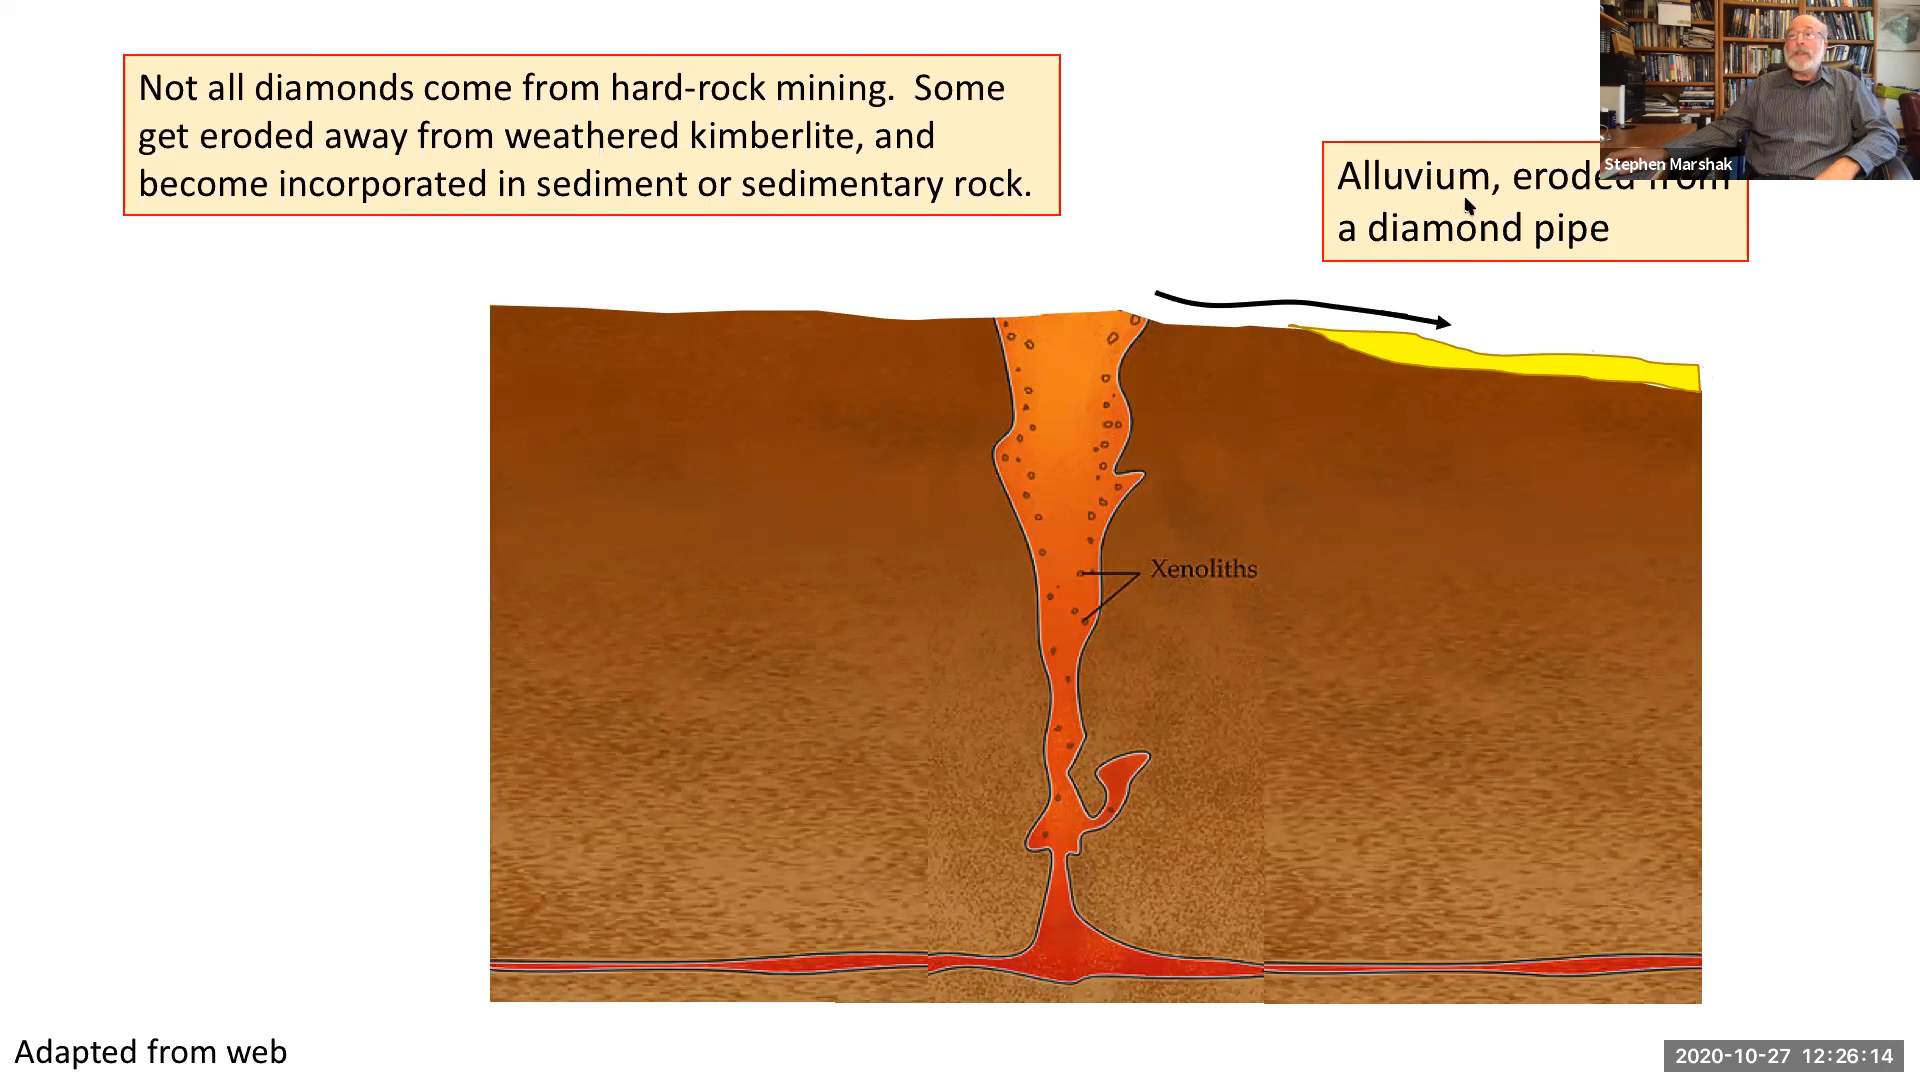 Not all diamonds come from hard-rock mining.  Some
get eroded away from weathered kimberlite, and
become incorporated in sediment or sedimentary rock.
Stephen Marshak
Alluvium, eroded from
a diamond pipe
Xenoliths
Adapted from web
2020-10-27 12:26:14